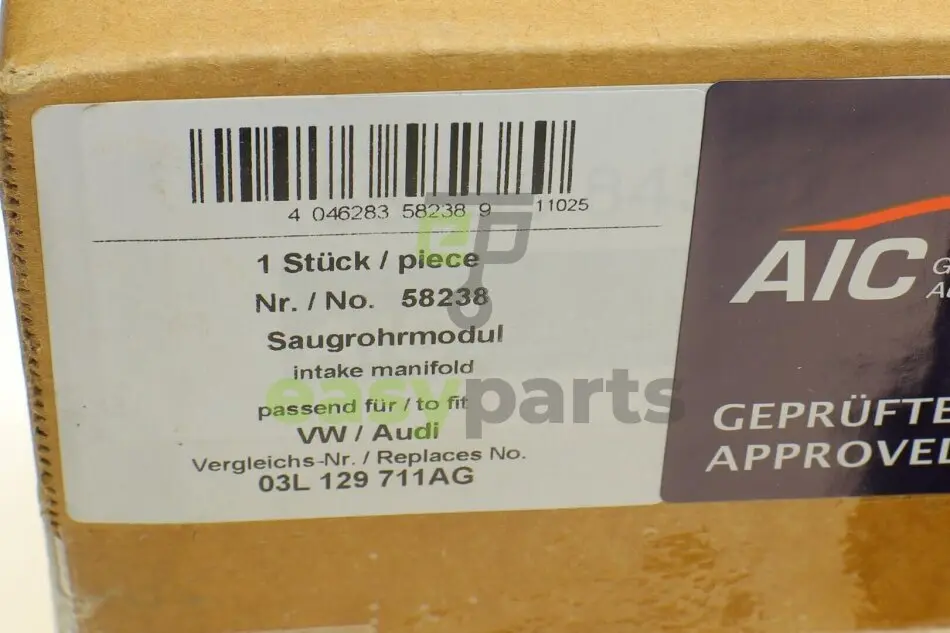 4 046283 58238 9 11025
1 Stück / piece
Nr. / No. 58238
Saugrohrmodul
intake manifold
passend für / to fit
VW / Audi
Vergleichs-Nr. / Replaces No.
03L 129 711AG
AIC
GEPRÜFTE
APPROVED
easyparts